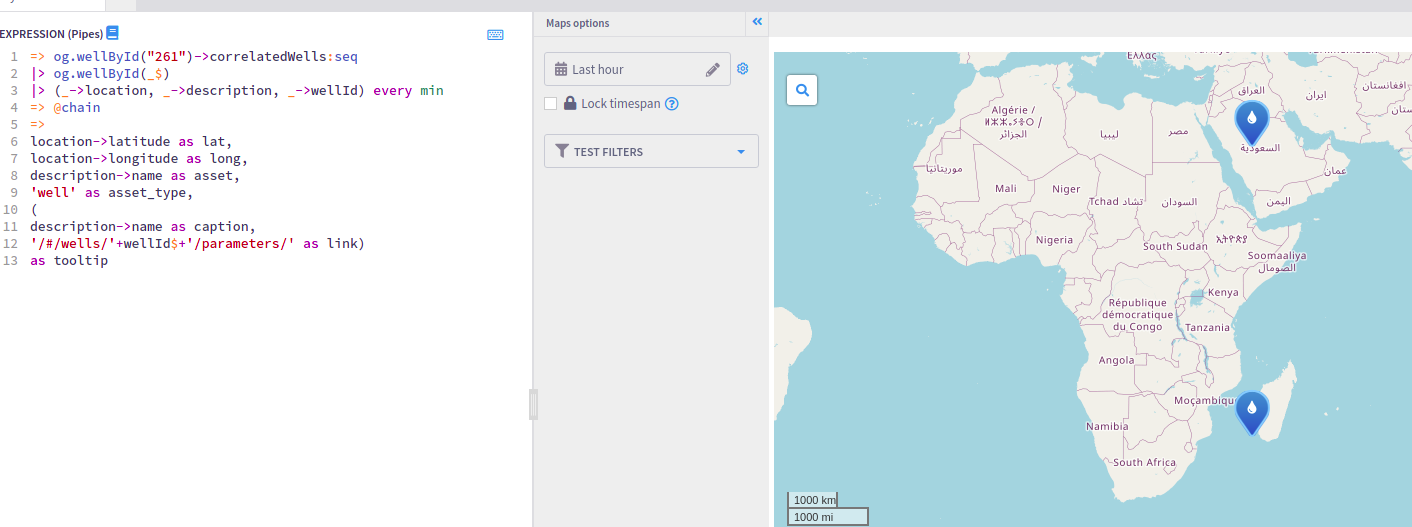 EXPRESSION (Pipes)
1 => og.wellById("261")->correlatedWells:seq
2 |> og.wellById(_$)
3 |> (_->location, _->description, _->wellId) every min
4 => @chain
5 =>
6 location->latitude as lat,
7 location->longitude as long,
8 description->name as asset,
9 'well' as asset_type,
10 (
11 description->name as caption,
12 '/#/wells/'+wellId$+'/parameters/' as link)
13 as tooltip
Maps options
Last hour
Lock timespan
TEST FILTERS
Ελλάς
العراق
ایران
افغانستان
Algérie /
ⵍⵣⵣⴰⵢⴻⵔ /
الجزائر
ليبيا
مصر
السعودية
عمان
موريتانيا
Mali
Niger
Tchad تشاد
السودان
اليمن
Nigeria
South Sudan
ኢትዮጵያ
Soomaaliya
الصومال
Kenya
République
démocratique
du Congo
Tanzania
Angola
Moçambique
Namibia
South Africa
1000 km
1000 mi